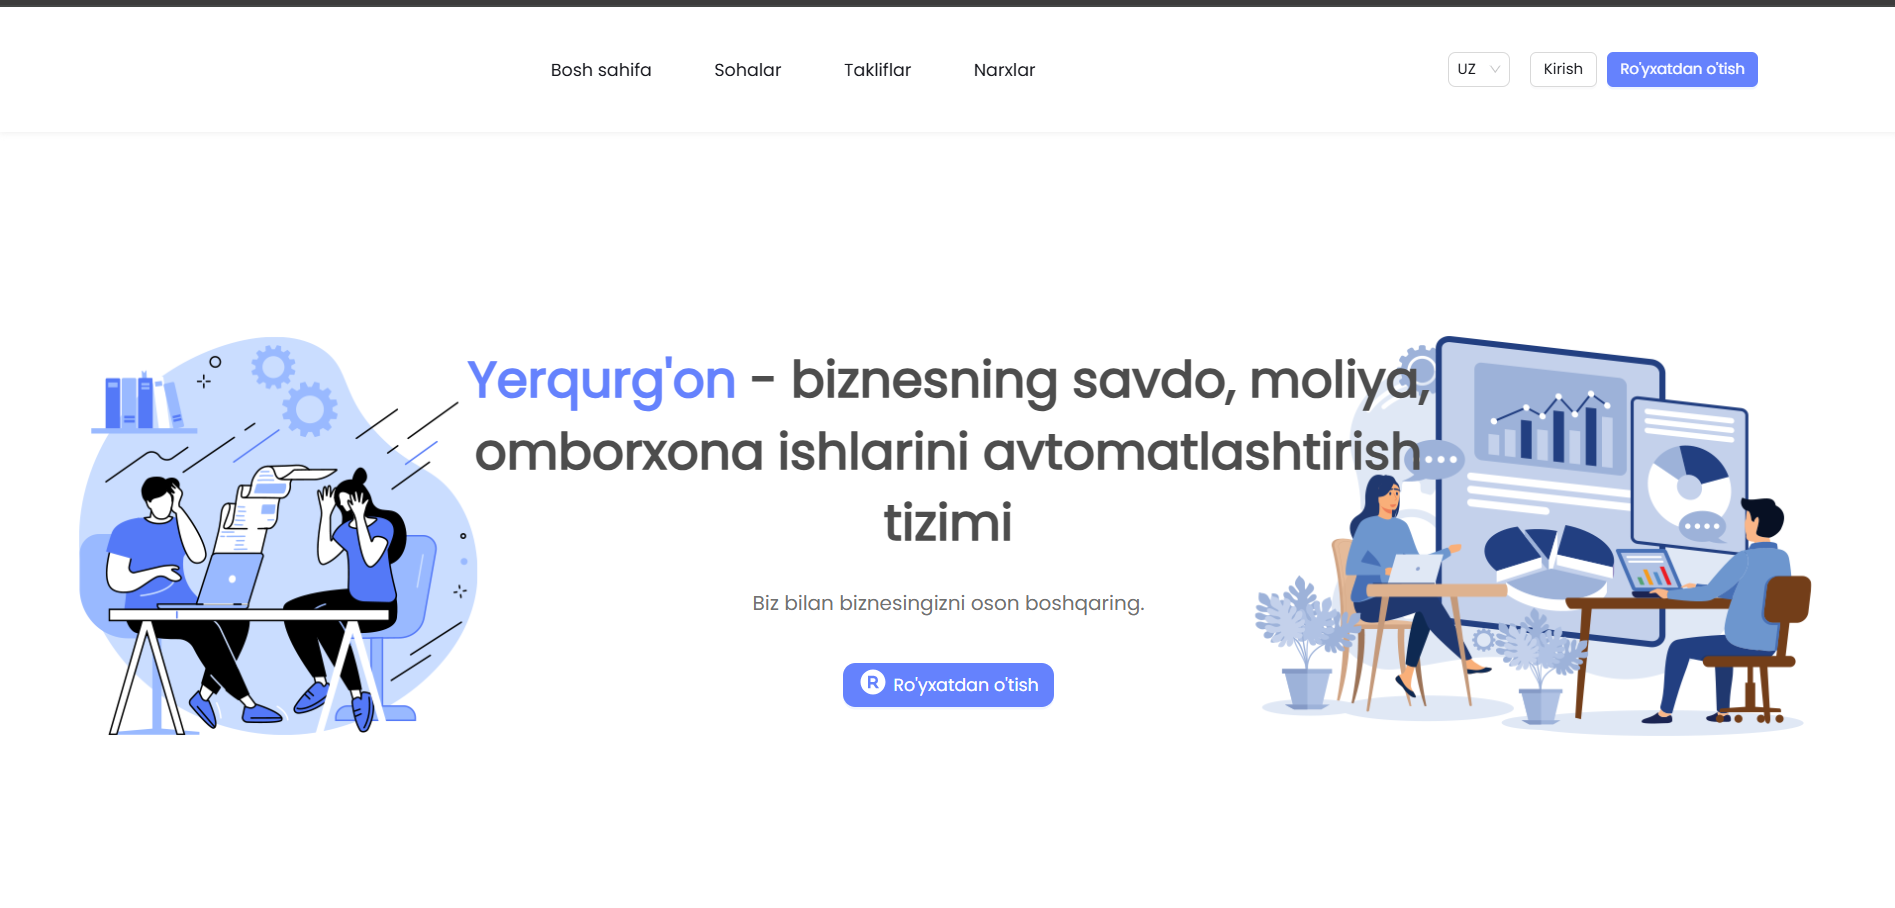 Bosh sahifa Sohalar Takliflar Narxlar UZ Kirish Ro'yxatdan o'tish
Yerqurg'on - biznesning savdo, moliya,
omborxona ishlarini avtomatlashtirish
tizimi
Biz bilan biznesingizni oson boshqaring.
R Ro'yxatdan o'tish